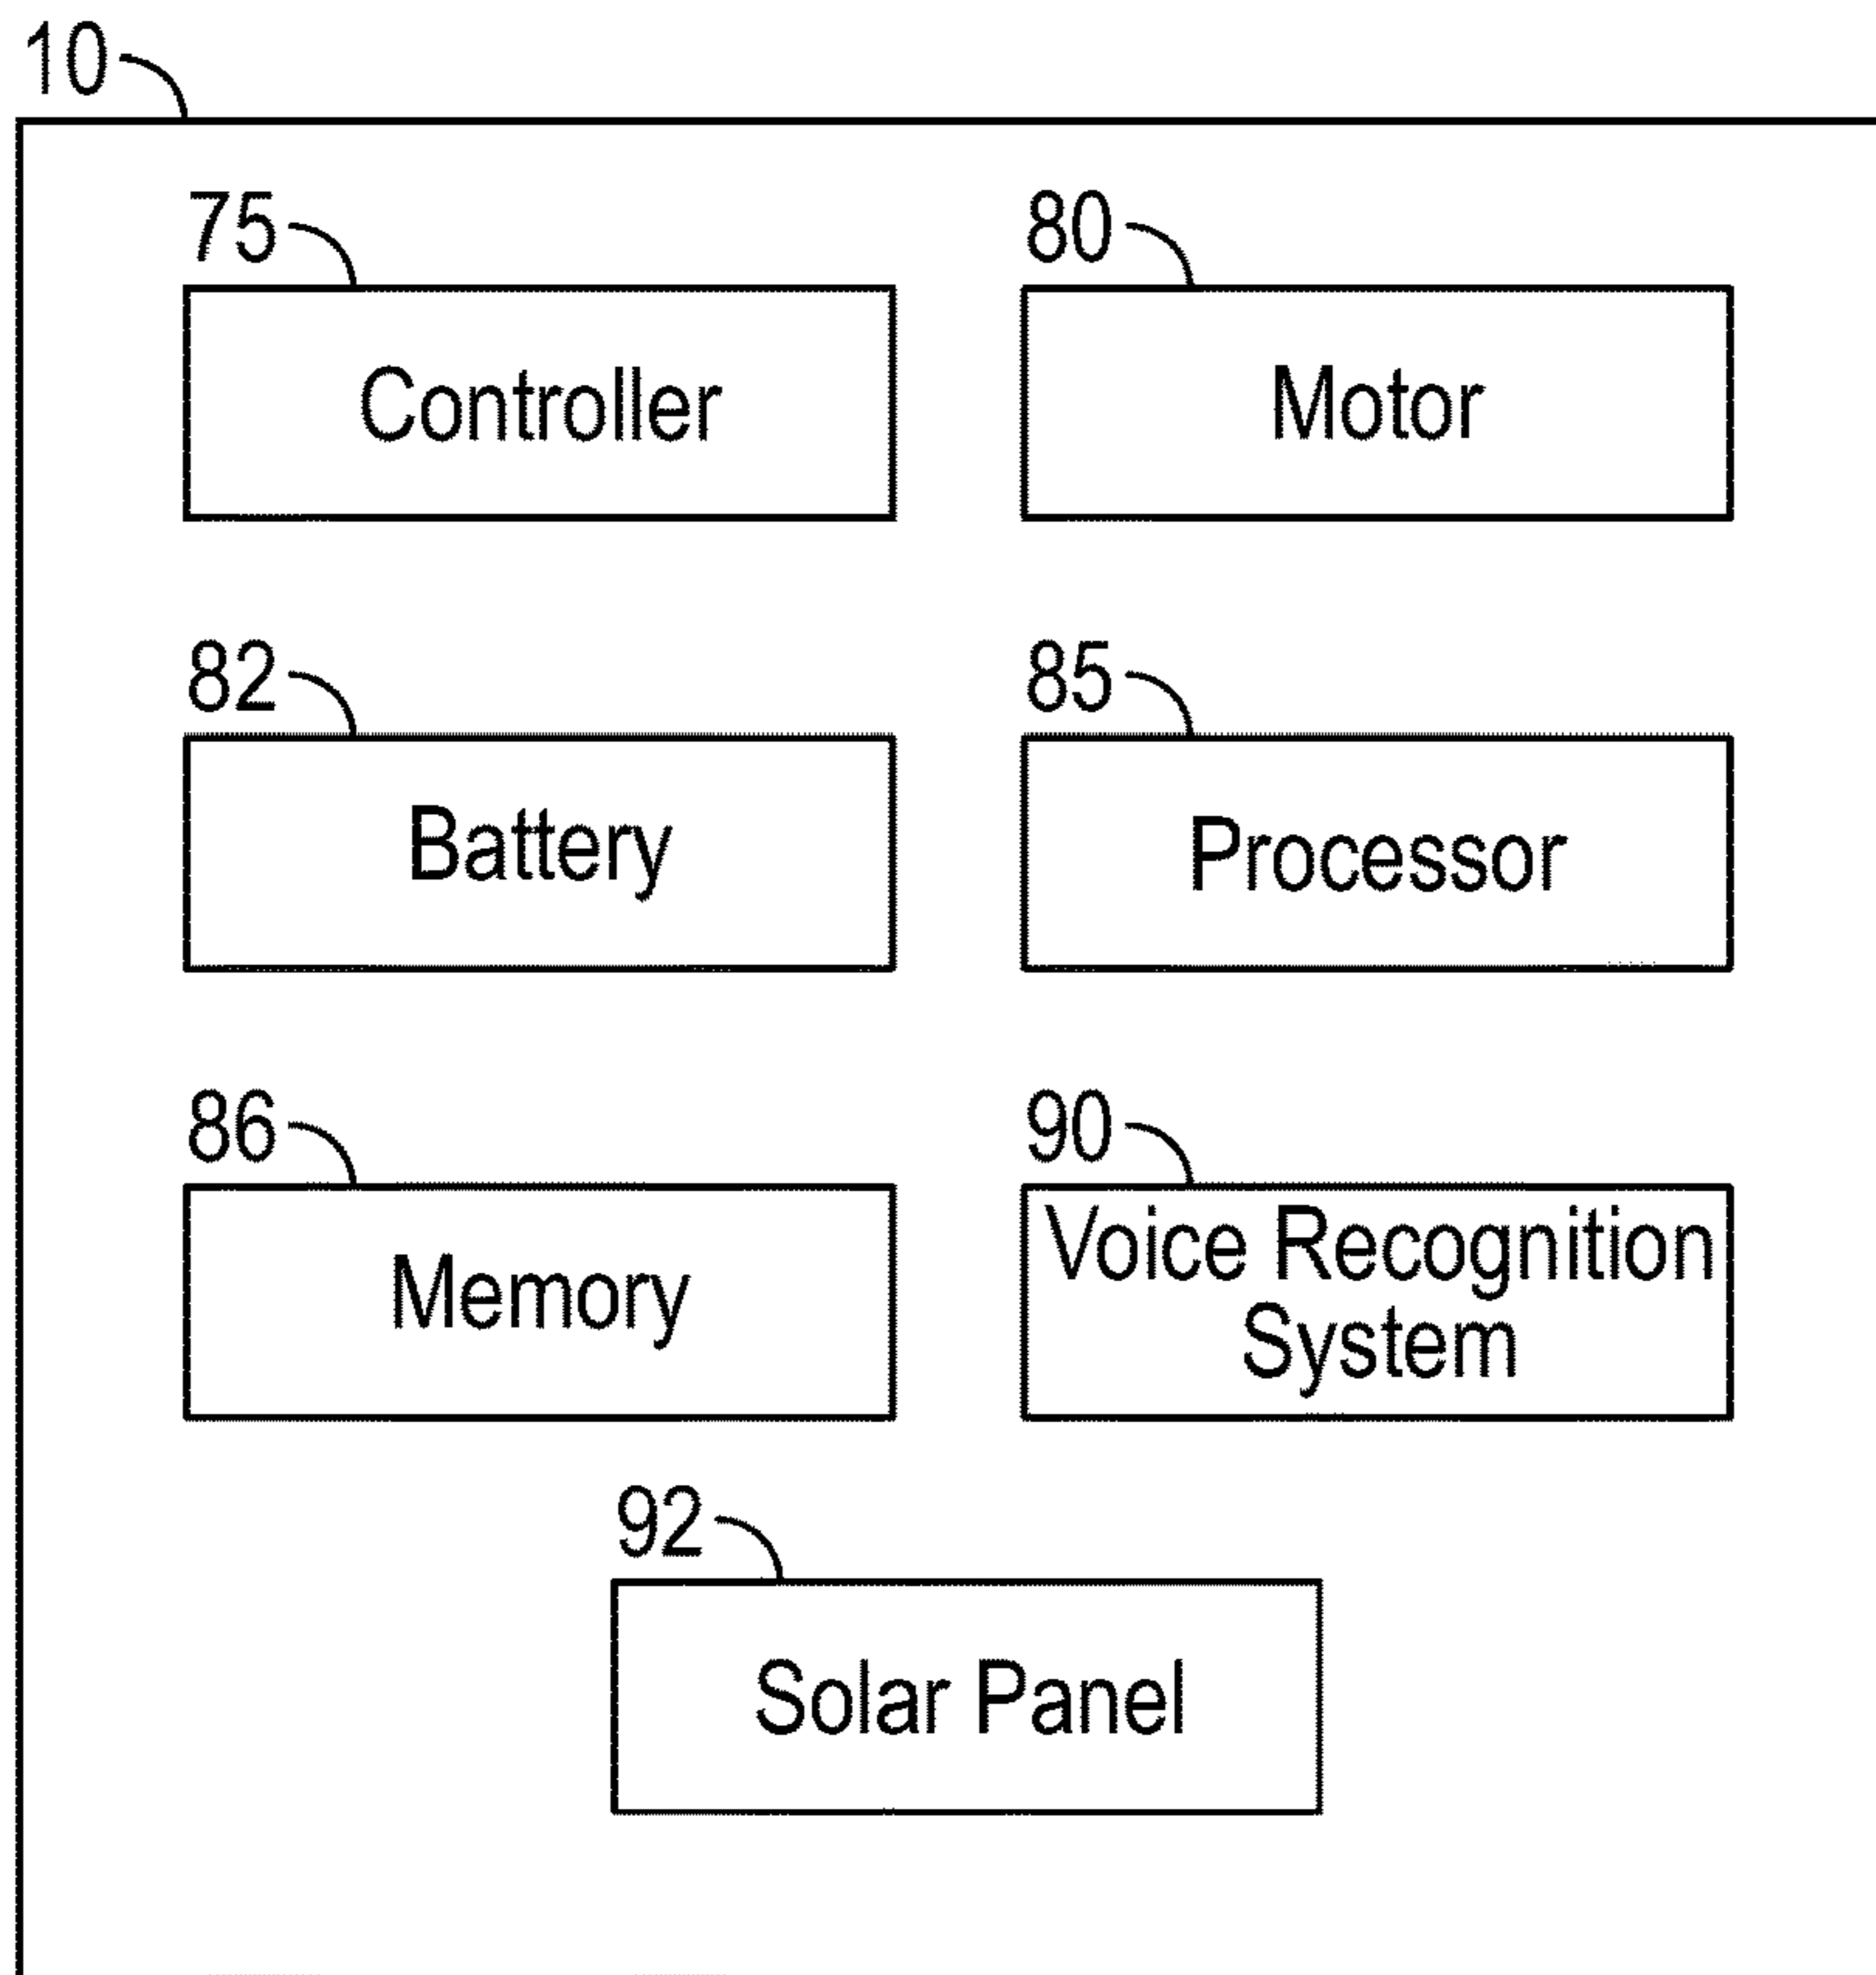 10
75
80
Controller
Motor
82
85
Battery
Processor
86
90
Memory
Voice Recognition
System
92
Solar Panel